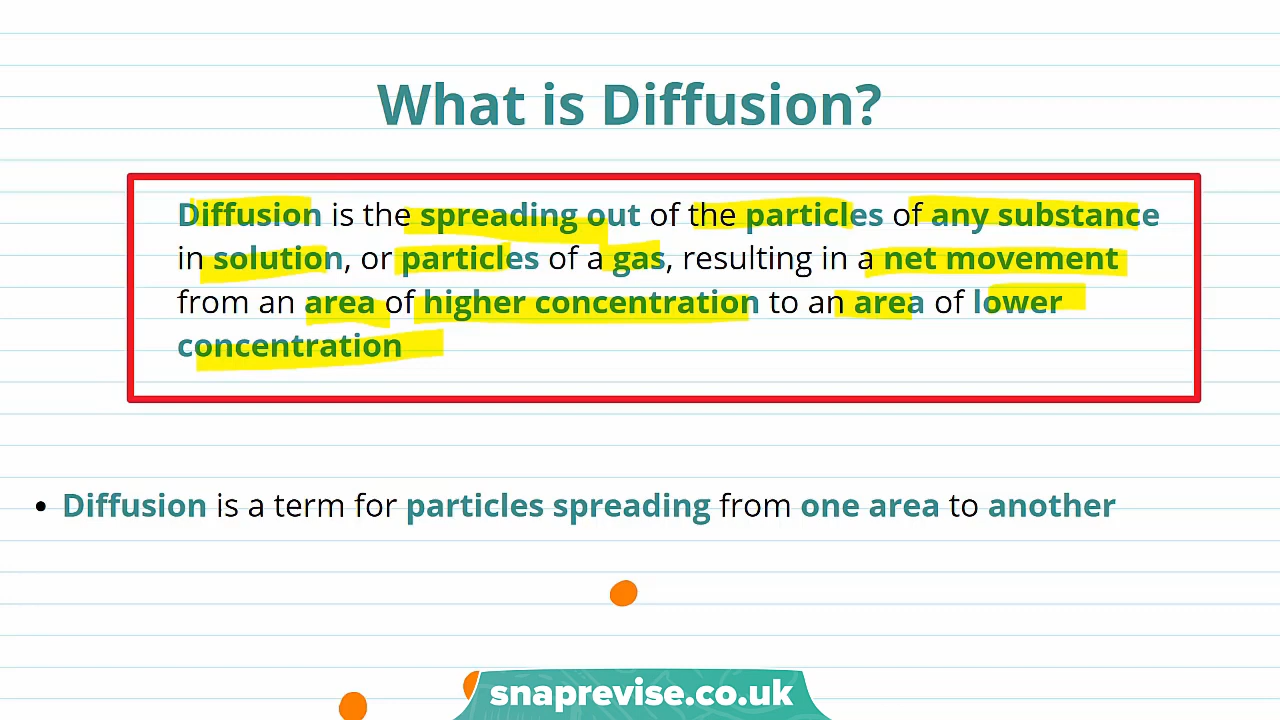 What is Diffusion?
Diffusion is the spreading out of the particles of any substance
in solution, or particles of a gas, resulting in a net movement
from an area of higher concentration to an area of lower
concentration
• Diffusion is a term for particles spreading from one area to another
snaprevise.co.uk